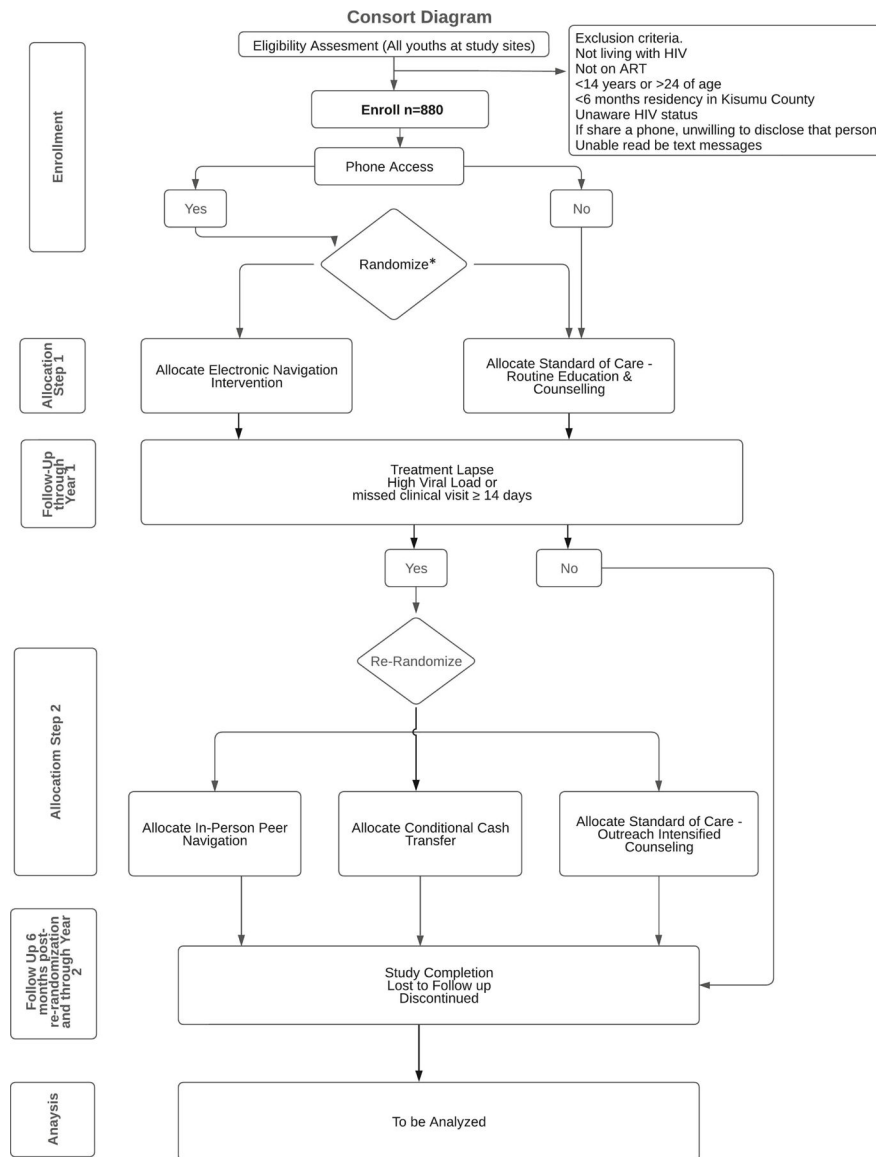 Consort Diagram
Eligibility Assesment (All youths at study sites)
Exclusion criteria.
Not living with HIV
Not on ART
<14 years or >24 of age
<6 months residency in Kisumu County
Unaware HIV status
If share a phone, unwilling to disclose that person
Unable read be text messages
Enrollment
Enroll n=880
Phone Access
Yes
No
Randomize*
Allocation
Step 1
Allocate Electronic Navigation
Intervention
Allocate Standard of Care -
Routine Education &
Counselling
Follow-Up
through
Year 1
Treatment Lapse
High Viral Load or
missed clinical visit ≥ 14 days
Yes
No
Re-Randomize
Allocatiom Step 2
Allocate In-Person Peer
Navigation
Allocate Conditional Cash
Transfer
Allocate Standard of Care -
Outreach Intensified
Counseling
Follow Up 6
months post-
re-randomization
and through Year
2
Study Completion
Lost to Follow up
Discontinued
Anaysis
To be Analyzed